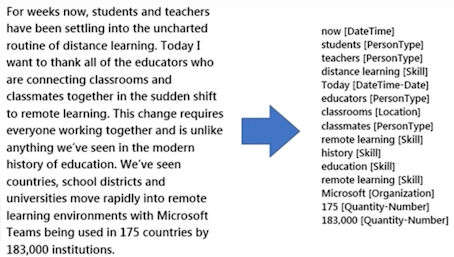 For weeks now, students and teachers
have been settling into the uncharted
routine of distance learning. Today I
want to thank all of the educators who
are connecting classrooms and
classmates together in the sudden shift
to remote learning. This change requires
everyone working together and is unlike
anything we've seen in the modern
history of education. We've seen
countries, school districts and
universities move rapidly into remote
learning environments with Microsoft
Teams being used in 175 countries by
183,000 institutions.
now [DateTime]
students [PersonType]
teachers [PersonType]
distance learning [Skill]
Today [DateTime-Date]
educators [PersonType]
classrooms [Location]
classmates [PersonType]
remote learning [Skill]
history [Skill]
education [Skill]
remote learning [Skill]
Microsoft [Organization]
175 [Quantity-Number]
183,000 [Quantity-Number]